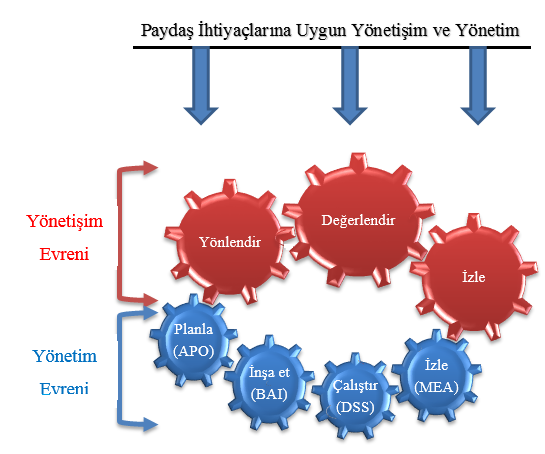 Paydaş İhtiyaçlarına Uygun Yönetişim ve Yönetim
Yönetişim
Evreni
Yönlendir
Değerlendir
İzle
Yönetim
Evreni
Planla
(APO)
İnşa et
(BAI)
Çalıştır
(DSS)
İzle
(MEA)